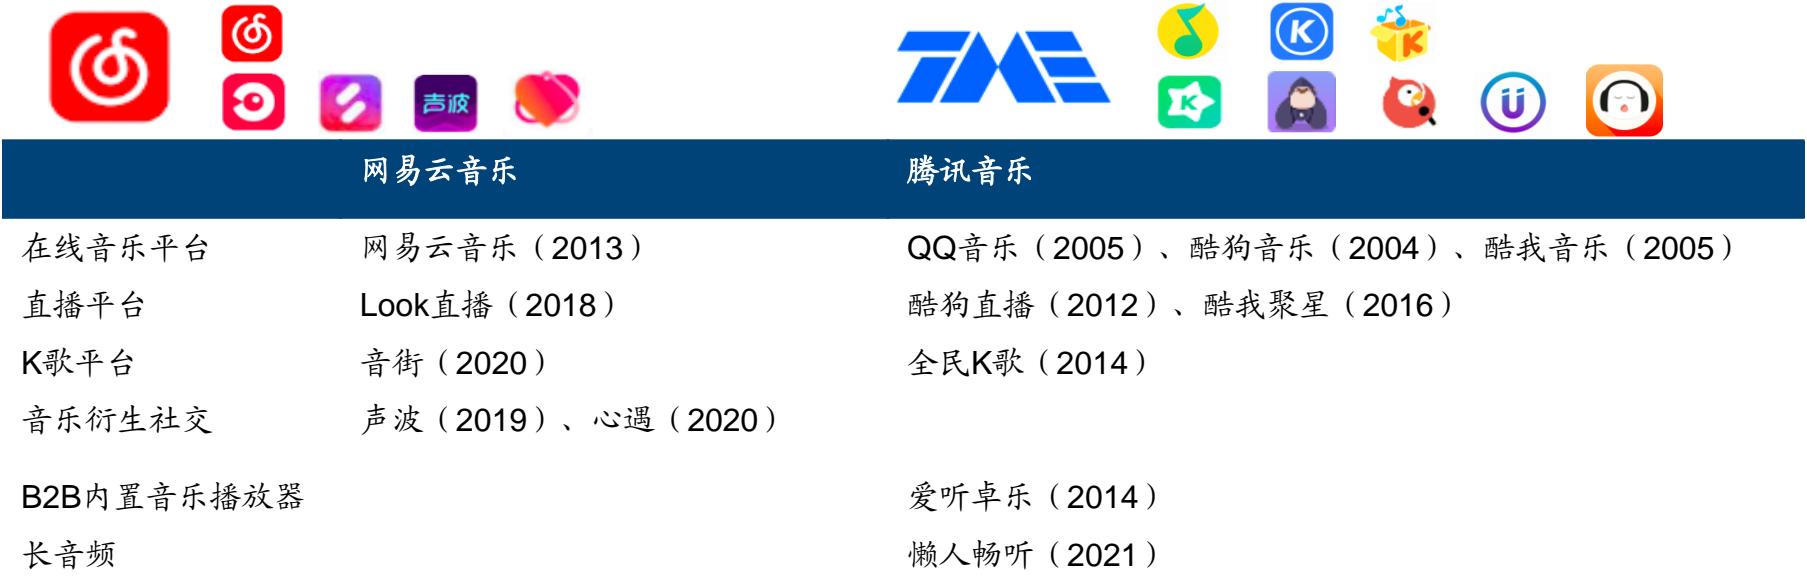 TME
K
K
K
声波
网易云音乐 腾讯音乐
在线音乐平台 网易云音乐（2013） QQ音乐（2005）、酷狗音乐（2004）、酷我音乐（2005）
直播平台 Look直播（2018） 酷狗直播（2012）、酷我聚星（2016）
K歌平台 音街（2020） 全民K歌（2014）
音乐衍生社交 声波（2019）、心遇（2020）
B2B内置音乐播放器 爱听卓乐（2014）
长音频 懒人畅听（2021）